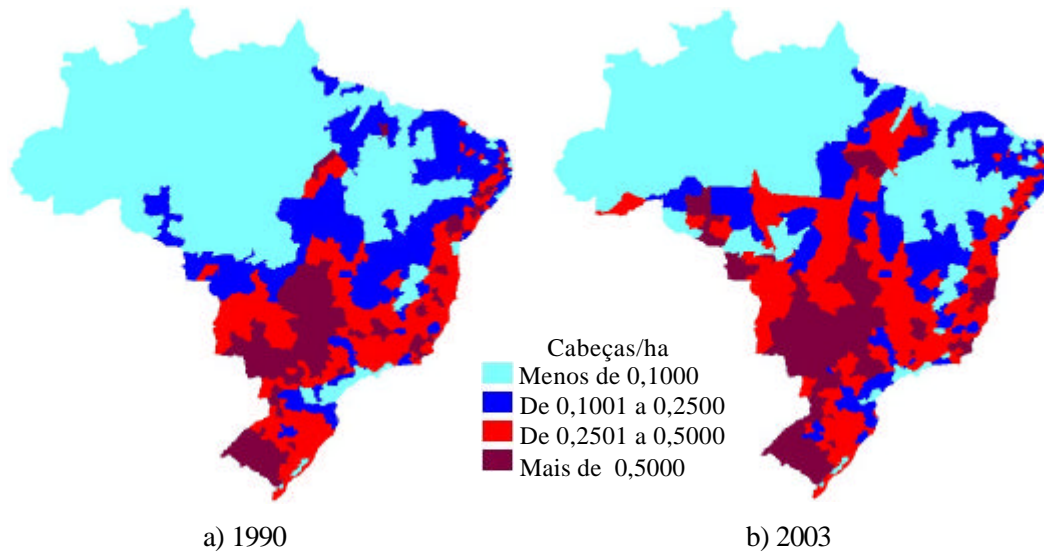 Cabeças/ha
Menos de 0,1000
De 0,1001 a 0,2500
De 0,2501 a 0,5000
Mais de 0,5000
a) 1990
b) 2003